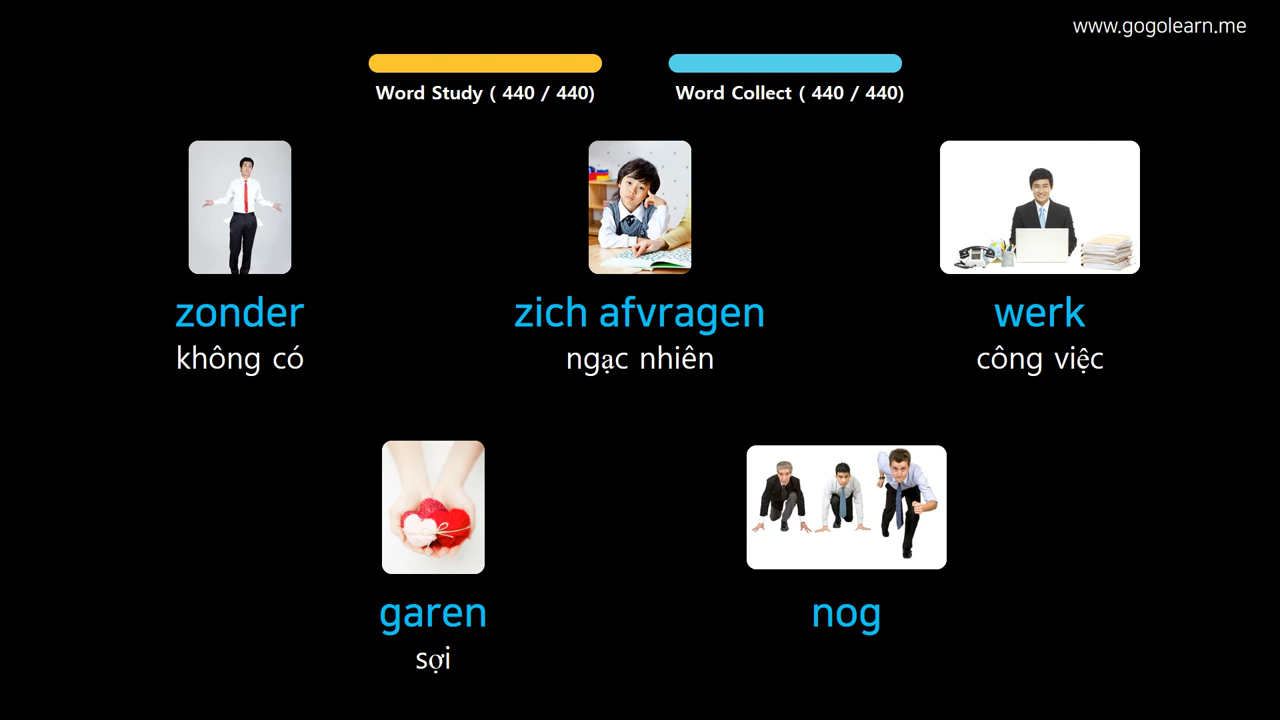 www.gogolearn.me
Word Study ( 440 / 440)
Word Collect ( 440 / 440)
zonder
không có
zich afvragen
ngạc nhiên
werk
công việc
garen
sợi
nog